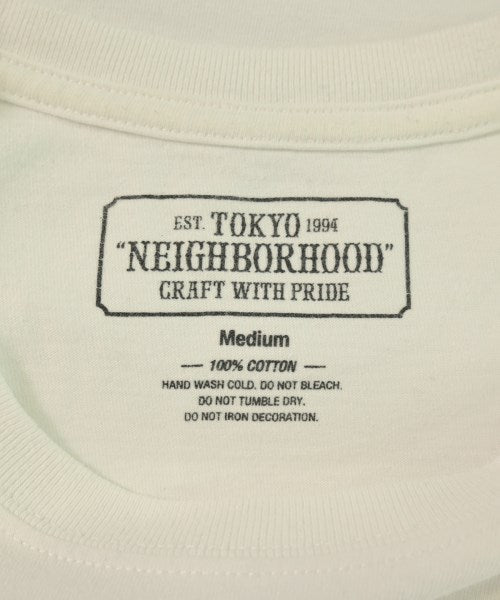 EST. TOKYO 1994
"NEIGHBORHOOD"
CRAFT WITH PRIDE
Medium
— 100% COTTON —
HAND WASH COLD. DO NOT BLEACH.
DO NOT TUMBLE DRY.
DO NOT IRON DECORATION.